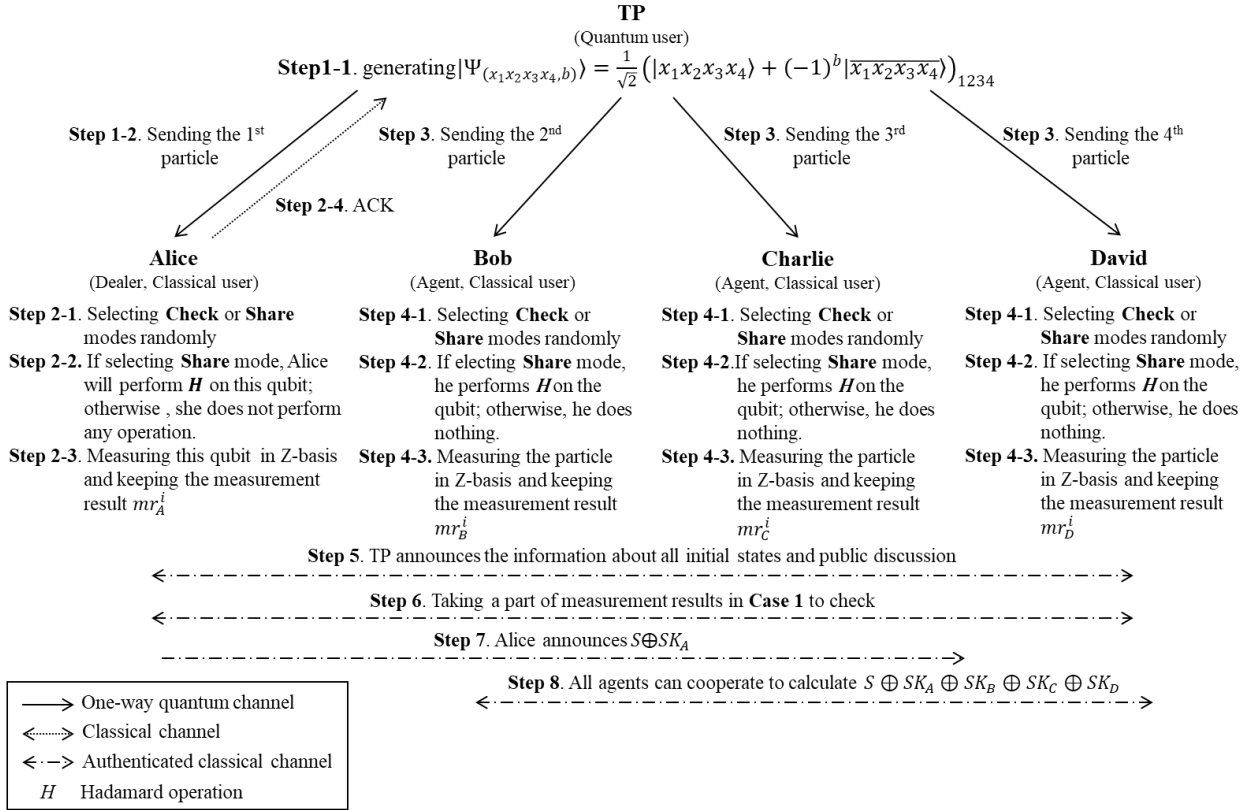 TP
(Quantum user)
Step1-1. generating|Ψ_(x₁x₂x₃x₄,b)⟩ = 1/√2 (|x₁x₂x₃x₄⟩ + (−1)^b |x̅₁x̅₂x̅₃x̅₄⟩)₁₂₃₄
Step 1-2. Sending the 1st
particle
Step 3. Sending the 2nd
particle
Step 3. Sending the 3rd
particle
Step 3. Sending the 4th
particle
Step 2-4. ACK
Alice
(Dealer, Classical user)
Step 2-1. Selecting Check or Share
modes randomly
Step 2-2. If selecting Share mode, Alice
will perform H on this qubit;
otherwise , she does not perform
any operation.
Step 2-3. Measuring this qubit in Z-basis
and keeping the measurement
result mr_A^i
Bob
(Agent, Classical user)
Step 4-1. Selecting Check or
Share modes randomly
Step 4-2. If electing Share mode,
he performs H on the
qubit; otherwise, he does
nothing.
Step 4-3. Measuring the particle
in Z-basis and keeping
the measurement result
mr_B^i
Charlie
(Agent, Classical user)
Step 4-1. Selecting Check or
Share modes randomly
Step 4-2.If selecting Share mode,
he performs H on the
qubit; otherwise, he does
nothing.
Step 4-3. Measuring the particle
in Z-basis and keeping
the measurement result
mr_C^i
David
(Agent, Classical user)
Step 4-1. Selecting Check or
Share modes randomly
Step 4-2. If selecting Share mode,
he performs H on the
qubit; otherwise, he does
nothing.
Step 4-3. Measuring the particle
in Z-basis and keeping
the measurement result
mr_D^i
Step 5. TP announces the information about all initial states and public discussion
Step 6. Taking a part of measurement results in Case 1 to check
Step 7. Alice announces S⊕SK_A
Step 8. All agents can cooperate to calculate S ⊕ SK_A ⊕ SK_B ⊕ SK_C ⊕ SK_D
One-way quantum channel
Classical channel
Authenticated classical channel
H Hadamard operation